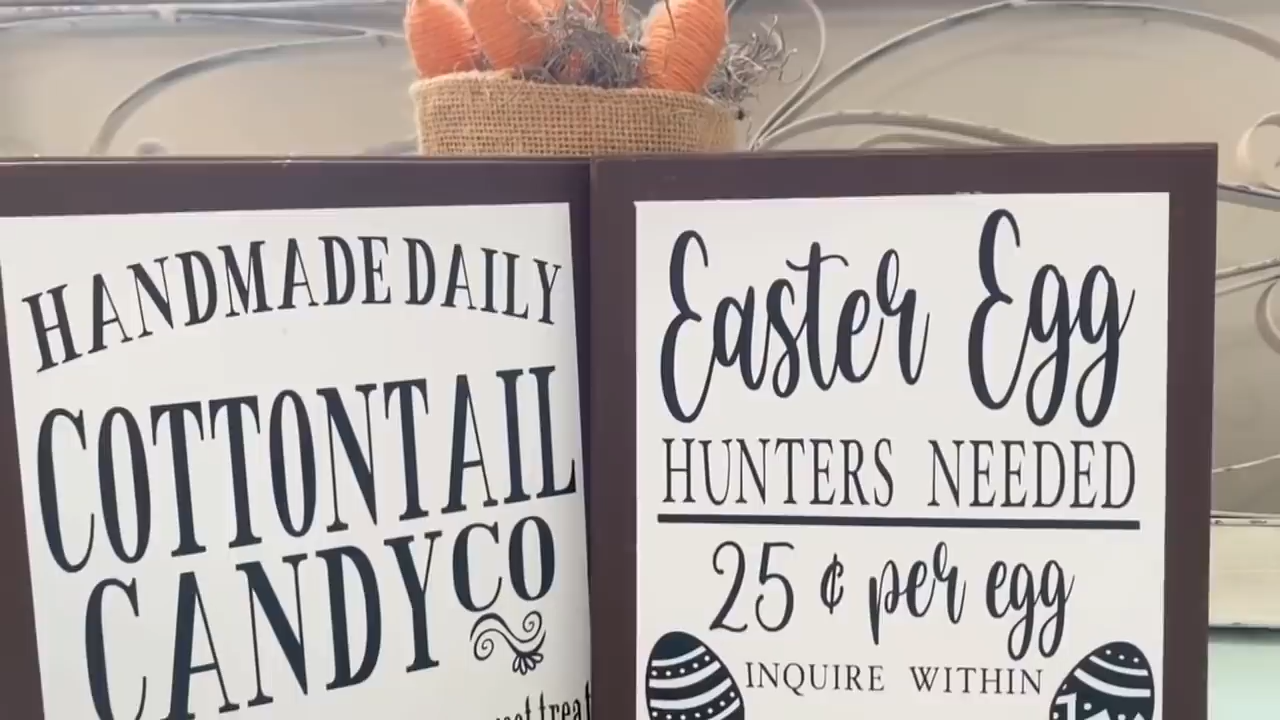 HANDMADE DAILY
COTTONTAIL
CANDY CO
Easter Egg
HUNTERS NEEDED
25 ¢ per egg
INQUIRE WITHIN